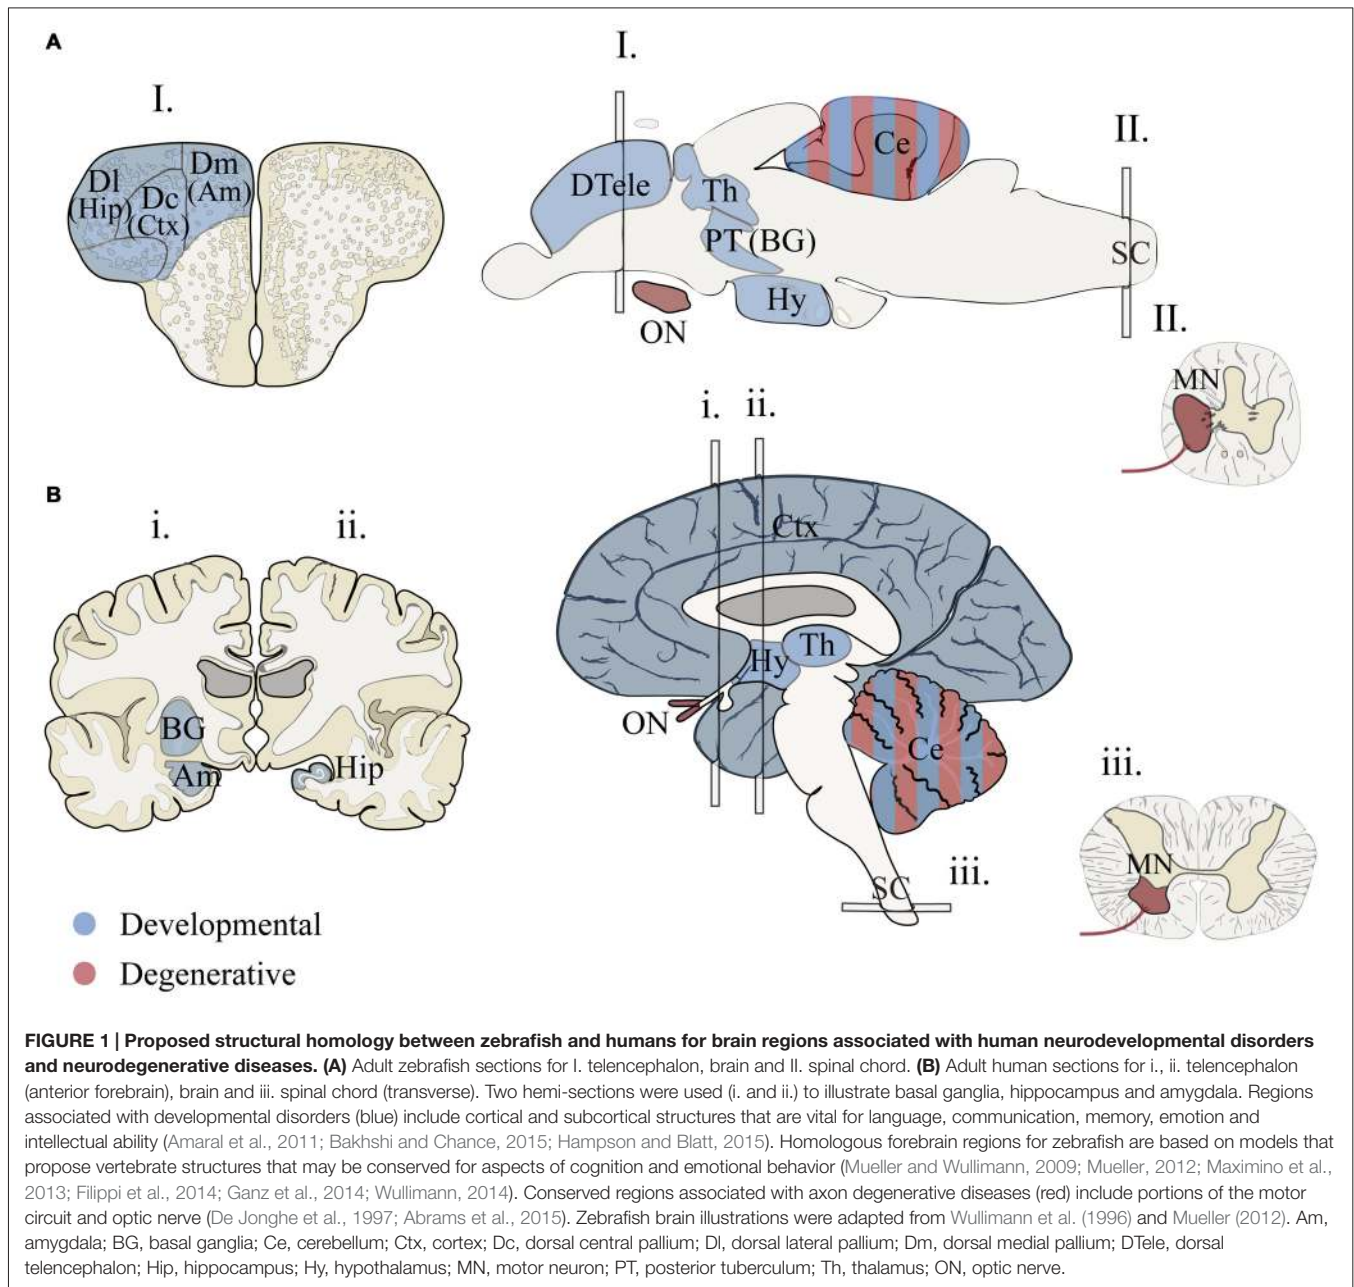 A
I.
I.
II.
Dl
(Hip)
Dc
(Ctx)
Dm
(Am)
DTele
Th
PT (BG)
Hy
Ce
ON
SC
II.
MN
B
i.
ii.
i.
ii.
BG
Am
Hip
Ctx
Th
Hy
ON
Ce
SC
iii.
iii.
MN
Developmental
Degenerative
FIGURE 1 | Proposed structural homology between zebrafish and humans for brain regions associated with human neurodevelopmental disorders
and neurodegenerative diseases. (A) Adult zebrafish sections for I. telencephalon, brain and II. spinal chord. (B) Adult human sections for i., ii. telencephalon
(anterior forebrain), brain and iii. spinal chord (transverse). Two hemi-sections were used (i. and ii.) to illustrate basal ganglia, hippocampus and amygdala. Regions
associated with developmental disorders (blue) include cortical and subcortical structures that are vital for language, communication, memory, emotion and
intellectual ability (Amaral et al., 2011; Bakhshi and Chance, 2015; Hampson and Blatt, 2015). Homologous forebrain regions for zebrafish are based on models that
propose vertebrate structures that may be conserved for aspects of cognition and emotional behavior (Mueller and Wullimann, 2009; Mueller, 2012; Maximino et al.,
2013; Filippi et al., 2014; Ganz et al., 2014; Wullimann, 2014). Conserved regions associated with axon degenerative diseases (red) include portions of the motor
circuit and optic nerve (De Jonghe et al., 1997; Abrams et al., 2015). Zebrafish brain illustrations were adapted from Wullimann et al. (1996) and Mueller (2012). Am,
amygdala; BG, basal ganglia; Ce, cerebellum; Ctx, cortex; Dc, dorsal central pallium; Dl, dorsal lateral pallium; Dm, dorsal medial pallium; DTele, dorsal
telencephalon; Hip, hippocampus; Hy, hypothalamus; MN, motor neuron; PT, posterior tuberculum; Th, thalamus; ON, optic nerve.